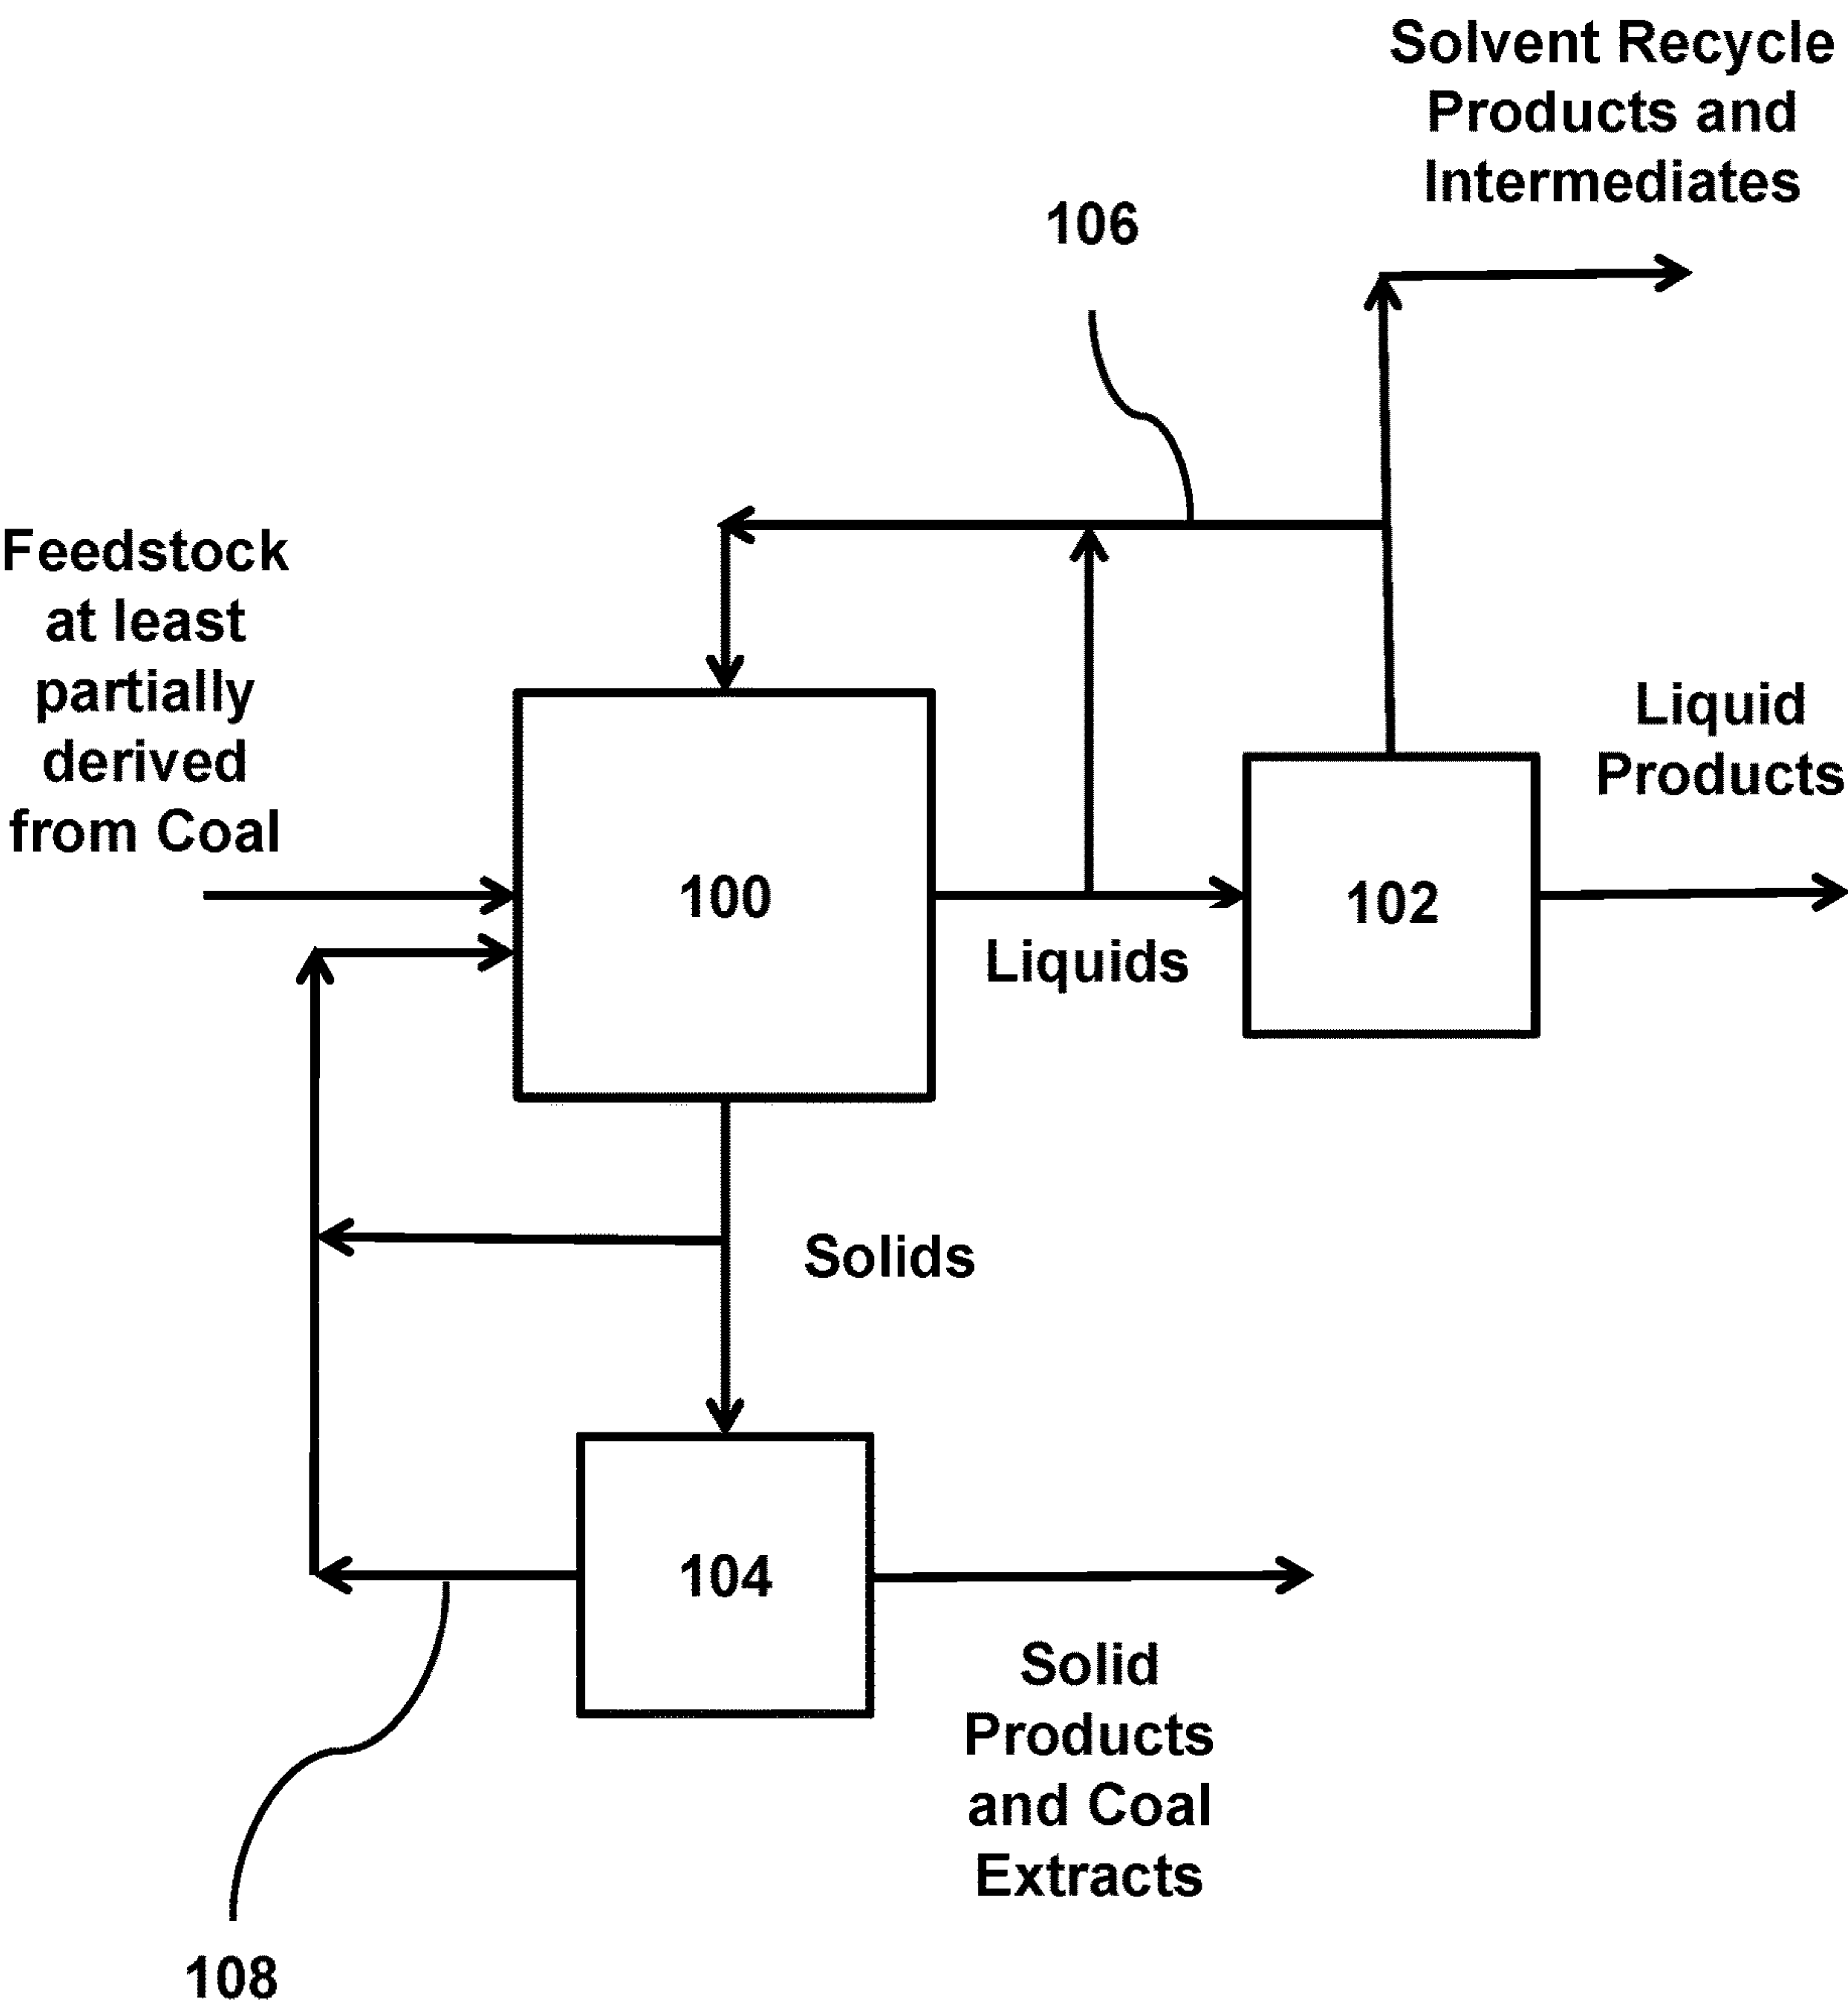 Solvent Recycle
Products and
Intermediates
106
Feedstock
at least
partially
derived
from Coal
Liquid
Products
100
102
Liquids
Solids
104
Solid
Products
and Coal
Extracts
108